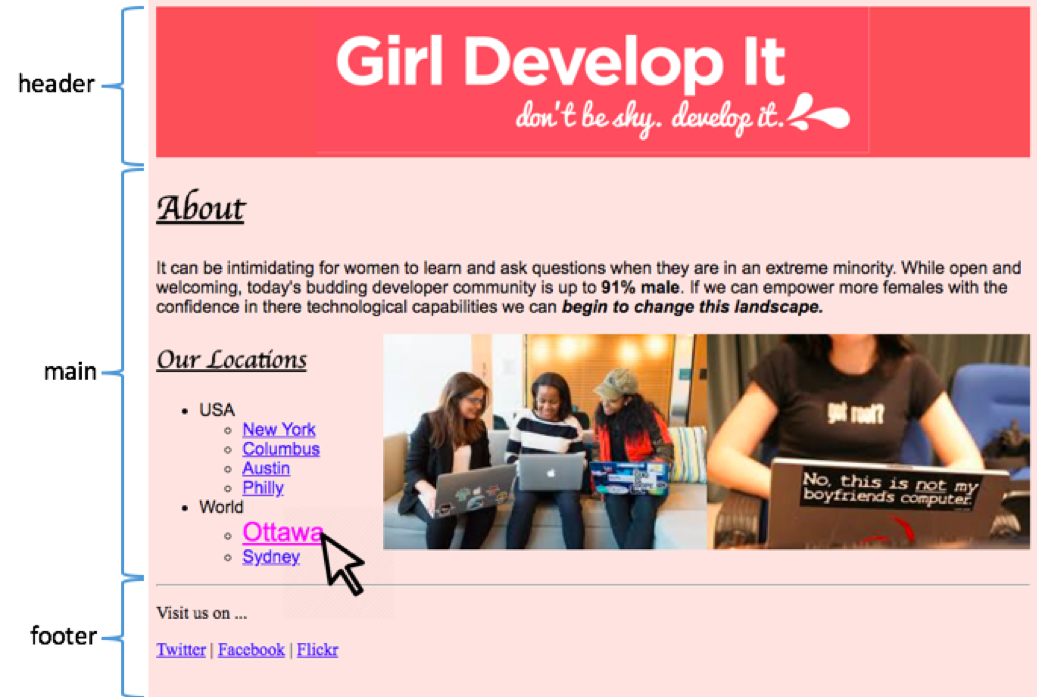 header
Girl Develop It
don't be shy. develop it.
About
It can be intimidating for women to learn and ask questions when they are in an extreme minority. While open and
welcoming, today's budding developer community is up to 91% male. If we can empower more females with the
confidence in there technological capabilities we can begin to change this landscape.
main
Our Locations
• USA
◦ New York
◦ Columbus
◦ Austin
◦ Philly
• World
◦ Ottawa
◦ Sydney
got root?
No, this is not my
boyfriends computer.
footer
Visit us on ...
Twitter | Facebook | Flickr